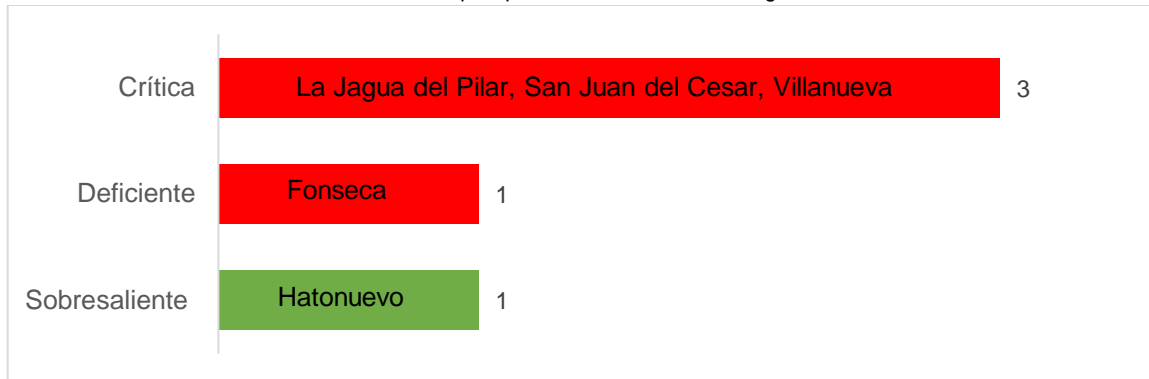 Crítica La Jagua del Pilar, San Juan del Cesar, Villanueva 3
Deficiente Fonseca 1
Sobresaliente Hatonuevo 1